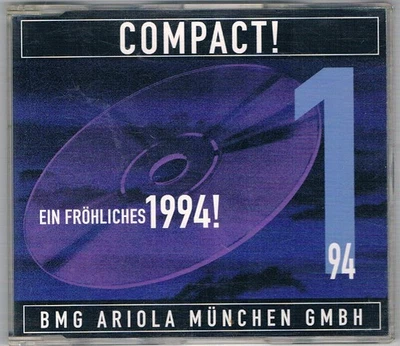 COMPACT!
1
94
EIN FRÖHLICHES 1994!
BMG ARIOLA MÜNCHEN GMBH